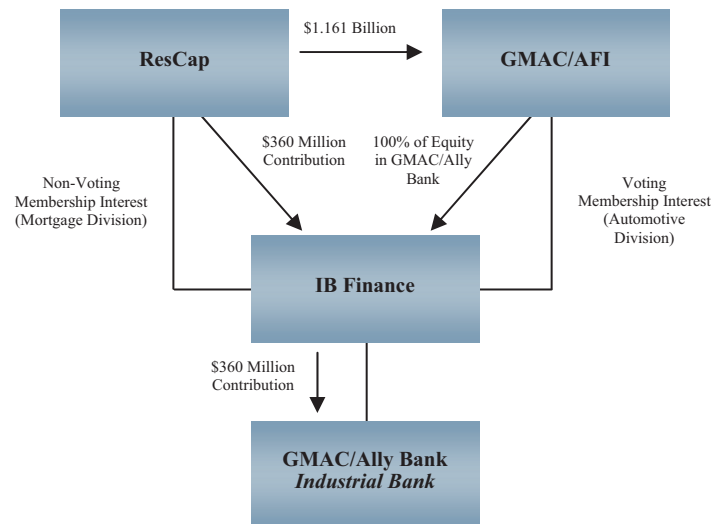 $1.161 Billion
ResCap
GMAC/AFI
$360 Million
Contribution
100% of Equity
in GMAC/Ally
Bank
Non-Voting
Membership Interest
(Mortgage Division)
Voting
Membership Interest
(Automotive
Division)
IB Finance
$360 Million
Contribution
GMAC/Ally Bank
Industrial Bank